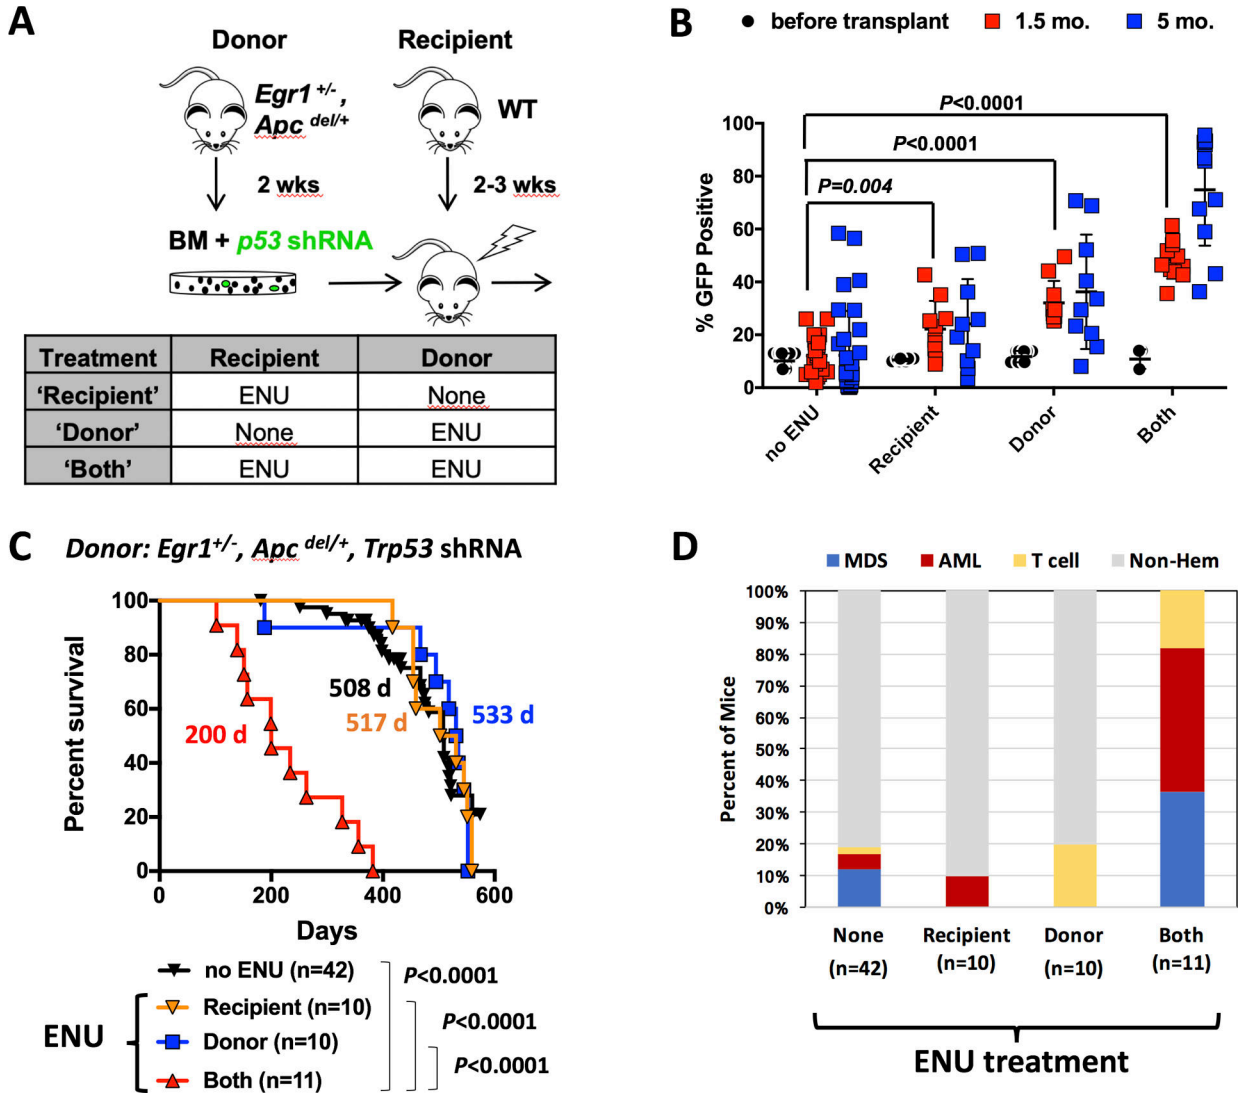 A
Donor
Recipient
Egr1 +/-,
Apc del/+
WT
2 wks
2-3 wks
BM + p53 shRNA
Treatment Recipient Donor
‘Recipient’ ENU None
‘Donor’ None ENU
‘Both’ ENU ENU
B
before transplant 1.5 mo. 5 mo.
P<0.0001
P<0.0001
P=0.004
% GFP Positive
100
80
60
40
20
0
no ENU
Recipient
Donor
Both
C
Donor: Egr1+/-, Apc del/+, Trp53 shRNA
Percent survival
100
80
60
40
20
0
508 d
517 d
533 d
200 d
0 200 400 600
Days
ENU
no ENU (n=42)
Recipient (n=10)
Donor (n=10)
Both (n=11)
P<0.0001
P<0.0001
P<0.0001
D
MDS AML T cell Non-Hem
Percent of Mice
100%
90%
80%
70%
60%
50%
40%
30%
20%
10%
0%
None Recipient Donor Both
(n=42) (n=10) (n=10) (n=11)
ENU treatment